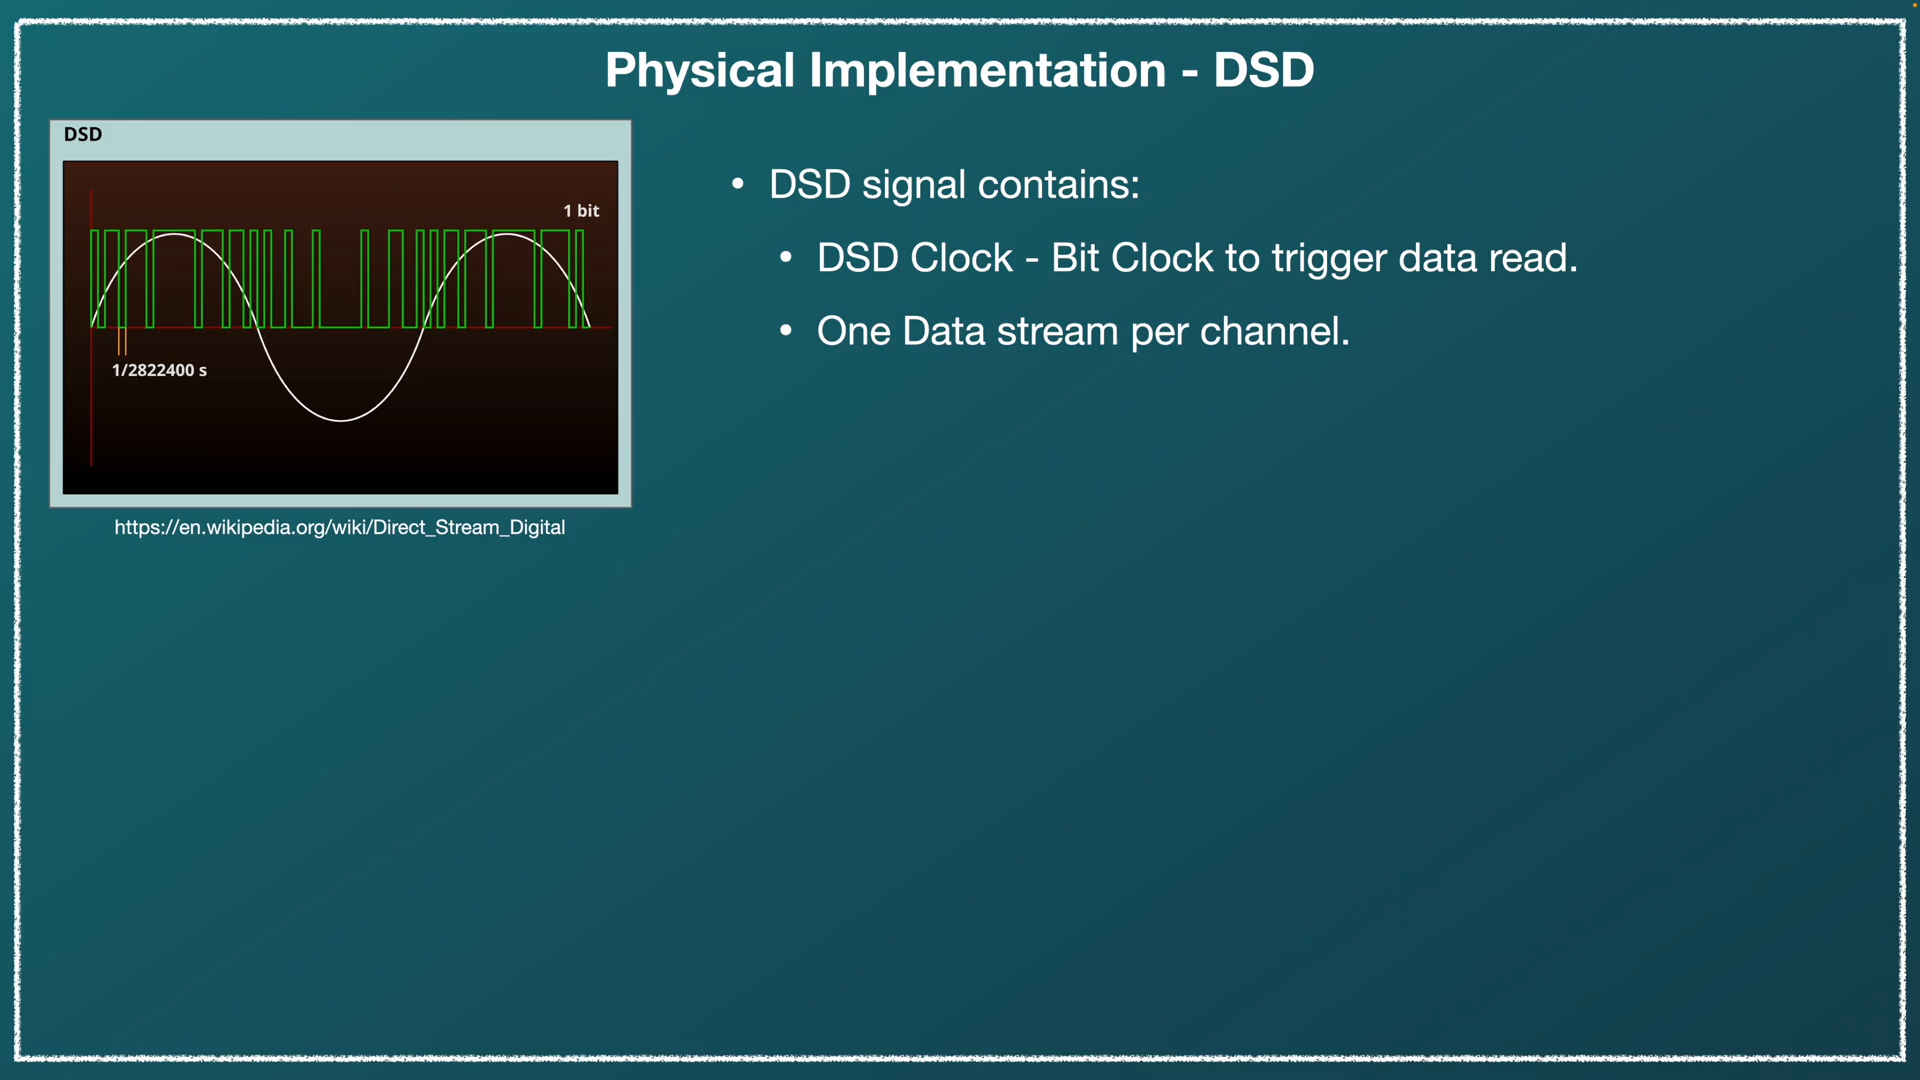 Physical Implementation - DSD
DSD
1 bit
1/2822400 s
https://en.wikipedia.org/wiki/Direct_Stream_Digital
• DSD signal contains:
• DSD Clock - Bit Clock to trigger data read.
• One Data stream per channel.